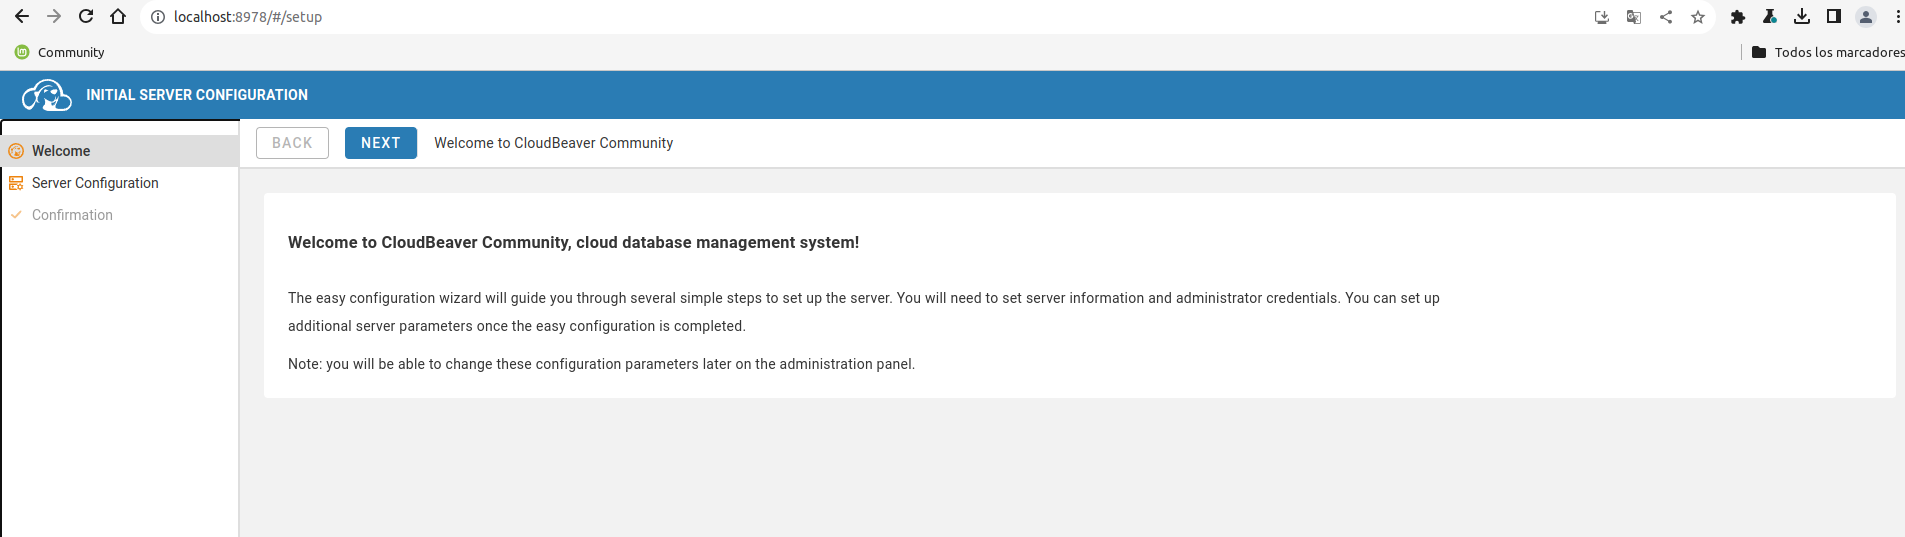 localhost:8978/#/setup
Community
Todos los marcadores
INITIAL SERVER CONFIGURATION
Welcome
Server Configuration
Confirmation
BACK
NEXT
Welcome to CloudBeaver Community
Welcome to CloudBeaver Community, cloud database management system!
The easy configuration wizard will guide you through several simple steps to set up the server. You will need to set server information and administrator credentials. You can set up
additional server parameters once the easy configuration is completed.
Note: you will be able to change these configuration parameters later on the administration panel.